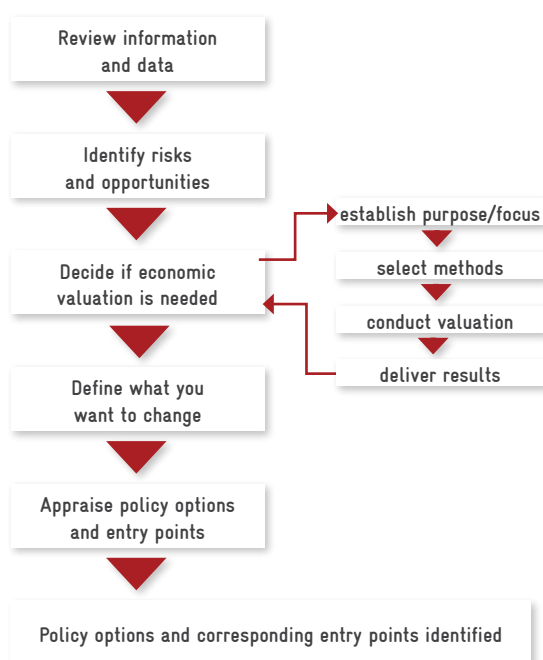 Review information
and data
Identify risks
and opportunities
Decide if economic
valuation is needed
establish purpose/focus
select methods
conduct valuation
deliver results
Define what you
want to change
Appraise policy options
and entry points
Policy options and corresponding entry points identified